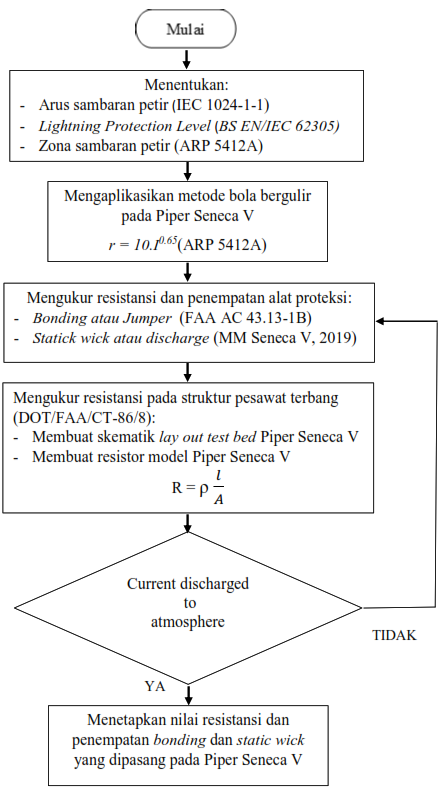 Mulai
Menentukan:
- Arus sambaran petir (IEC 1024-1-1)
- Lightning Protection Level (BS EN/IEC 62305)
- Zona sambaran petir (ARP 5412A)
Mengaplikasikan metode bola bergulir
pada Piper Seneca V
r = 10.I^0.65 (ARP 5412A)
Mengukur resistansi dan penempatan alat proteksi:
- Bonding atau Jumper (FAA AC 43.13-1B)
- Statick wick atau discharge (MM Seneca V, 2019)
Mengukur resistansi pada struktur pesawat terbang
(DOT/FAA/CT-86/8):
- Membuat skematik lay out test bed Piper Seneca V
- Membuat resistor model Piper Seneca V
R = ρ l/A
Current discharged
to
atmosphere
TIDAK
YA
Menetapkan nilai resistansi dan
penempatan bonding dan static wick
yang dipasang pada Piper Seneca V